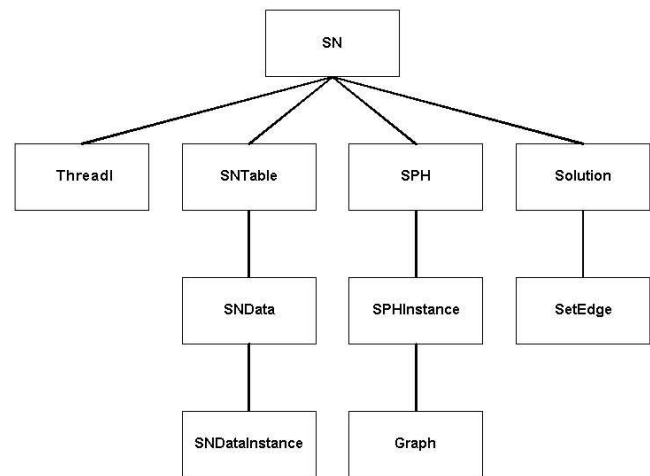 SN
ThreadI
SNTable
SPH
Solution
SNData
SPHInstance
SetEdge
SNDataInstance
Graph